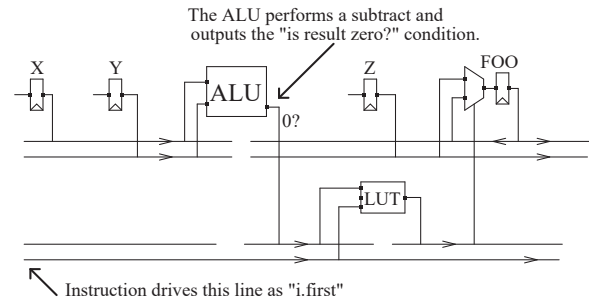 The ALU performs a subtract and
outputs the "is result zero?" condition.
X
Y
ALU
0?
Z
FOO
LUT
Instruction drives this line as "i.first"